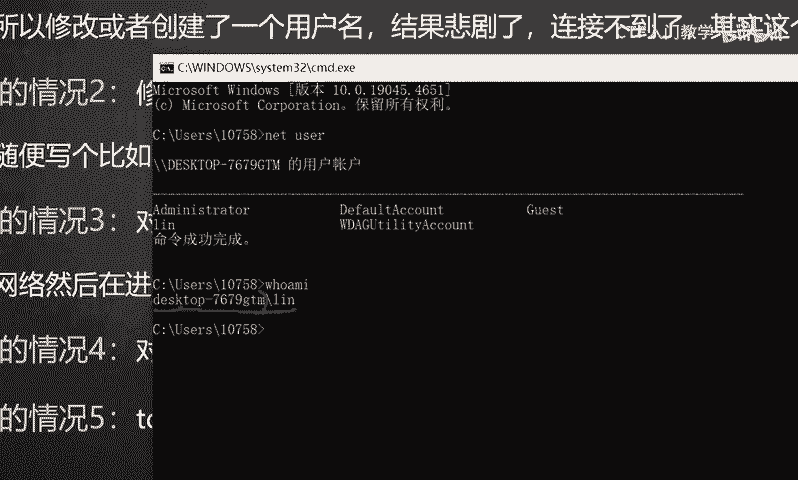 所以修改或者创建了一个用户名，结果悲剧了，连接不到了，其实这个
C:\WINDOWS\system32\cmd.exe
的情况2：修
Microsoft Windows [版本 10.0.19045.4651]
(c) Microsoft Corporation。保留所有权利。
C:\Users\10758>net user
随便写个比如
\\DESKTOP-7679GTM 的用户帐户
-------------------------------------------------------------------------------
Administrator DefaultAccount Guest
的情况3：对
lin WDAGUtilityAccount
命令成功完成。
网络然后在进
C:\Users\10758>whoami
desktop-7679gtm\lin
C:\Users\10758>
的情况4：对
的情况5：to